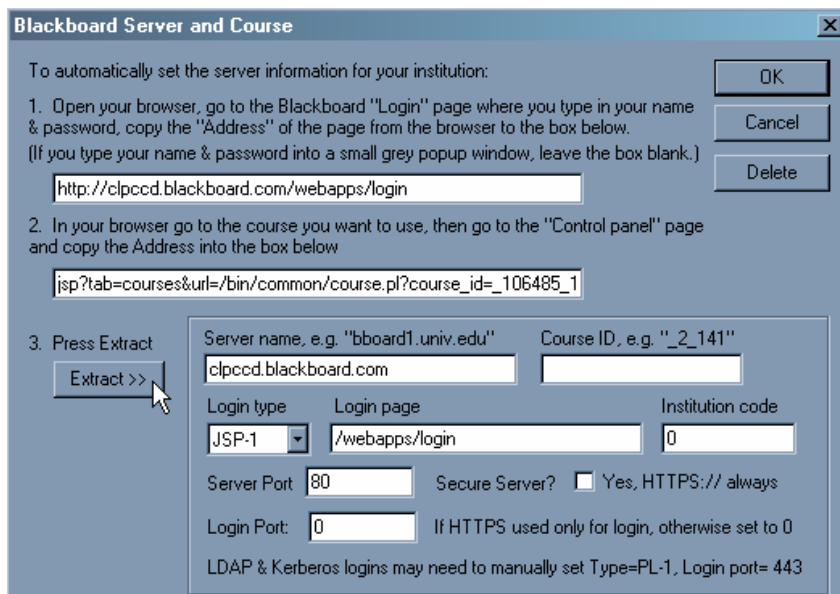 Blackboard Server and Course
To automatically set the server information for your institution:
OK
1. Open your browser, go to the Blackboard "Login" page where you type in your name
& password, copy the "Address" of the page from the browser to the box below.
Cancel
(If you type your name & password into a small grey popup window, leave the box blank.)
Delete
http://clpccd.blackboard.com/webapps/login
2. In your browser go to the course you want to use, then go to the "Control panel" page
and copy the Address into the box below
jsp?tab=courses&url=/bin/common/course.pl?course_id=_106485_1
3. Press Extract
Extract >>
Server name, e.g. "bboard1.univ.edu"
Course ID, e.g. "_2_141"
clpccd.blackboard.com
Login type
Login page
Institution code
JSP-1
/webapps/login
0
Server Port
80
Secure Server?
Yes, HTTPS:// always
Login Port:
0
If HTTPS used only for login, otherwise set to 0
LDAP & Kerberos logins may need to manually set Type=PL-1, Login port= 443